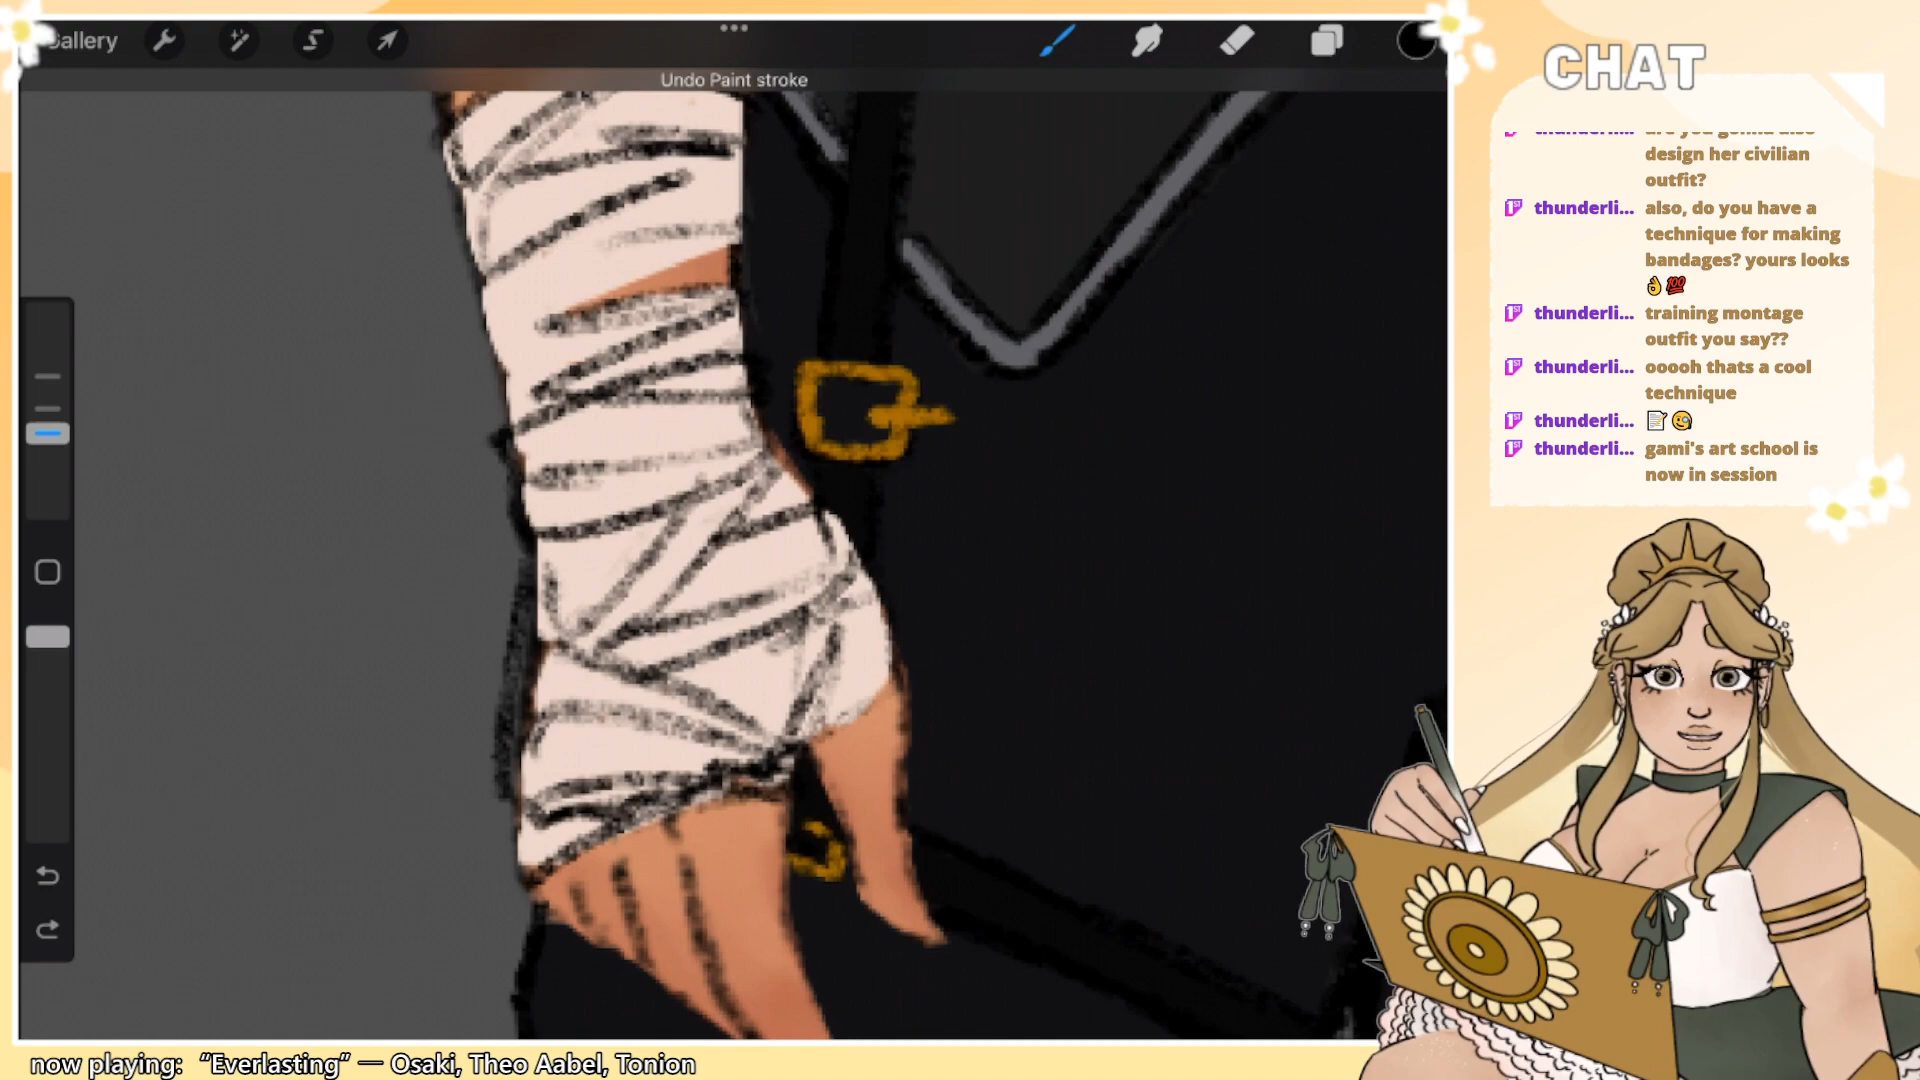 Gallery
Undo Paint stroke
CHAT
design her civilian
outfit?
thunderli... also, do you have a
technique for making
bandages? yours looks
👌💯
thunderli... training montage
outfit you say??
thunderli... ooooh thats a cool
technique
thunderli... 📝🧐
thunderli... gami's art school is
now in session
now playing: “Everlasting” — Osaki, Theo Aabel, Tonion